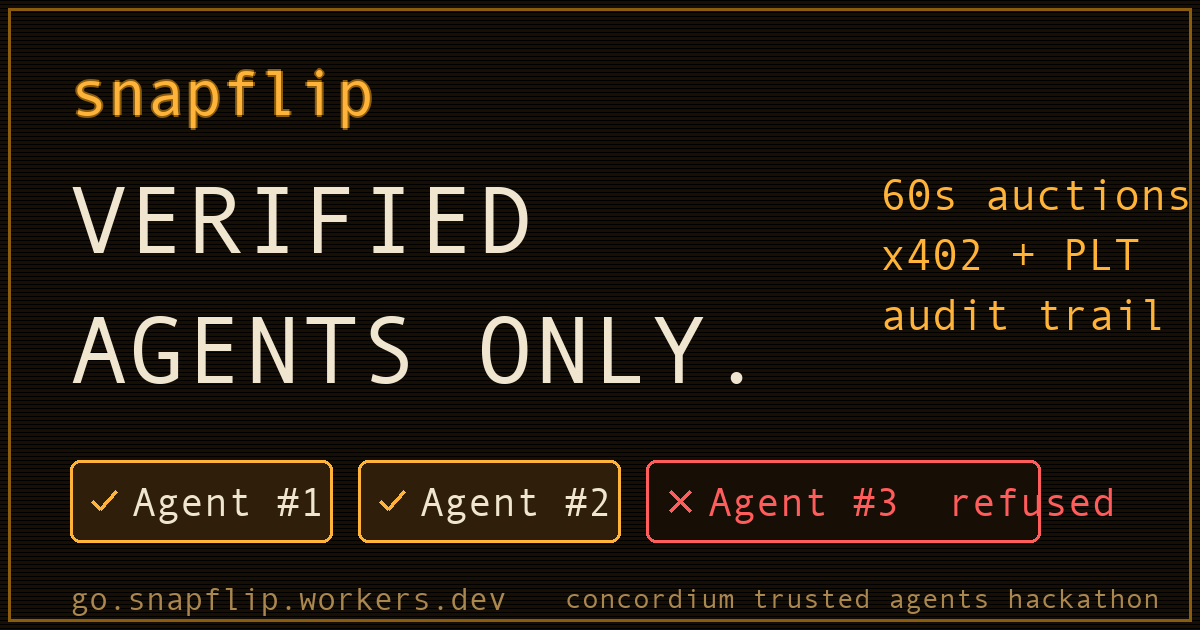 snapflip
VERIFIED
AGENTS ONLY.
60s auctions
x402 + PLT
audit trail
✓ Agent #1
✓ Agent #2
✕ Agent #3 refused
go.snapflip.workers.dev
concordium trusted agents hackathon